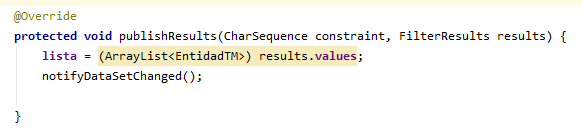 @Override
protected void publishResults(CharSequence constraint, FilterResults results) {
lista = (ArrayList<EntidadTM>) results.values;
notifyDataSetChanged();
}